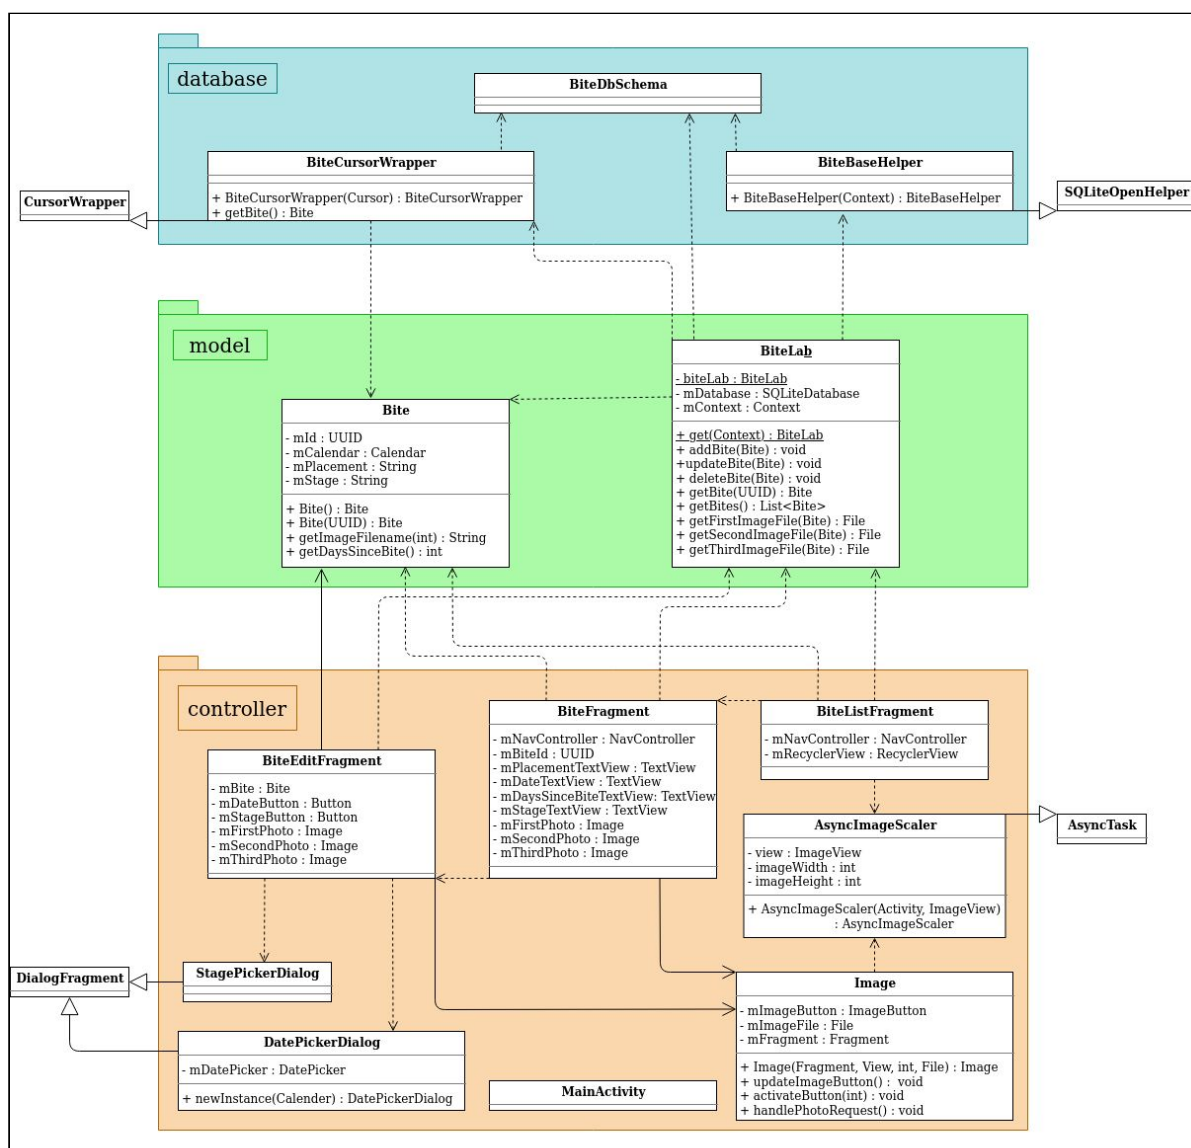 database
BiteDbSchema
BiteCursorWrapper
+ BiteCursorWrapper(Cursor) : BiteCursorWrapper
+ getBite() : Bite
BiteBaseHelper
+ BiteBaseHelper(Context) : BiteBaseHelper
CursorWrapper
SQLiteOpenHelper
model
BiteLab
- biteLab : BiteLab
- mDatabase : SQLiteDatabase
- mContext : Context
+ get(Context) : BiteLab
+ addBite(Bite) : void
+updateBite(Bite) : void
+ deleteBite(Bite) : void
+ getBite(UUID) : Bite
+ getBites() : List<Bite>
+ getFirstImageFile(Bite) : File
+ getSecondImageFile(Bite) : File
+ getThirdImageFile(Bite) : File
Bite
- mId : UUID
- mCalendar : Calendar
- mPlacement : String
- mStage : String
+ Bite() : Bite
+ Bite(UUID) : Bite
+ getImageFilename(int) : String
+ getDaysSinceBite() : int
controller
BiteEditFragment
- mBite : Bite
- mDateButton : Button
- mStageButton : Button
- mFirstPhoto : Image
- mSecondPhoto : Image
- mThirdPhoto : Image
BiteFragment
- mNavController : NavController
- mBiteId : UUID
- mPlacementTextView : TextView
- mDateTextView : TextView
- mDaysSinceBiteTextView: TextView
- mStageTextView : TextView
- mFirstPhoto : Image
- mSecondPhoto : Image
- mThirdPhoto : Image
BiteListFragment
- mNavController : NavController
- mRecyclerView : RecyclerView
AsyncImageScaler
- view : ImageView
- imageWidth : int
- imageHeight : int
+ AsyncImageScaler(Activity, ImageView)
: AsyncImageScaler
AsyncTask
DialogFragment
StagePickerDialog
DatePickerDialog
- mDatePicker : DatePicker
+ newInstance(Calender) : DatePickerDialog
MainActivity
Image
- mImageButton : ImageButton
- mImageFile : File
- mFragment : Fragment
+ Image(Fragment, View, int, File) : Image
+ updateImageButton() :  void
+ activateButton(int) : void
+ handlePhotoRequest() : void